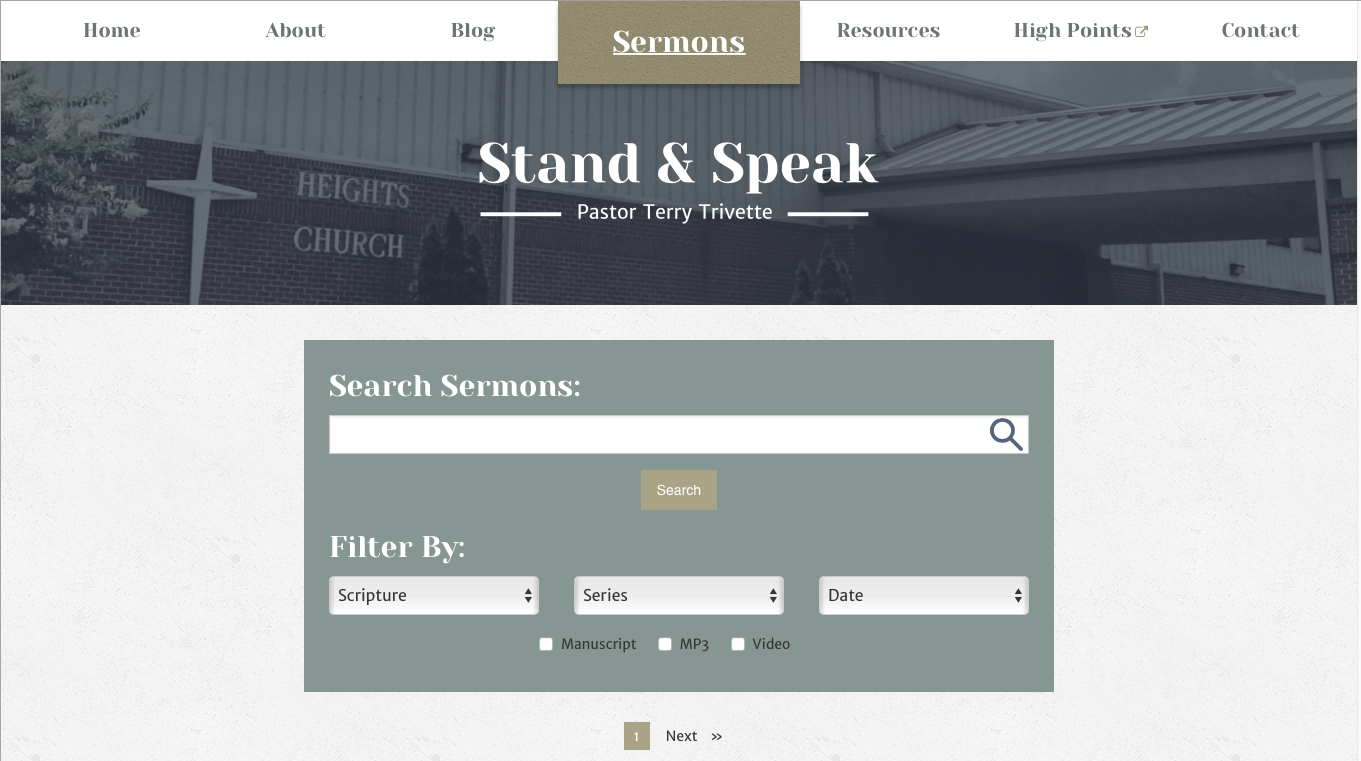 Home About Blog Sermons Resources High Points Contact
Stand & Speak
Pastor Terry Trivette
HEIGHTS
ST
CHURCH
Search Sermons:
Search
Filter By:
Scripture Series Date
Manuscript MP3 Video
1 Next »